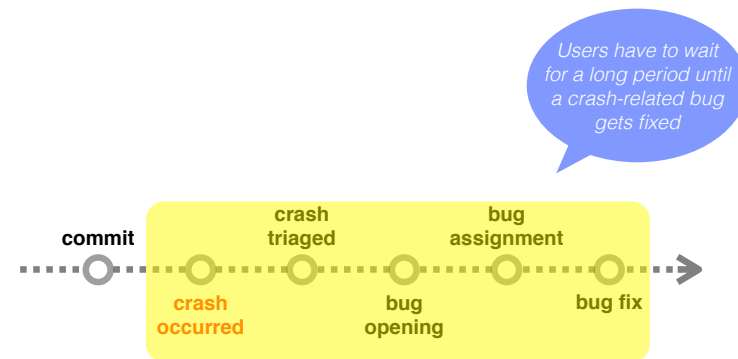 Users have to wait
for a long period until
a crash-related bug
gets fixed
commit
crash
triaged
bug
assignment
crash
occurred
bug
opening
bug fix